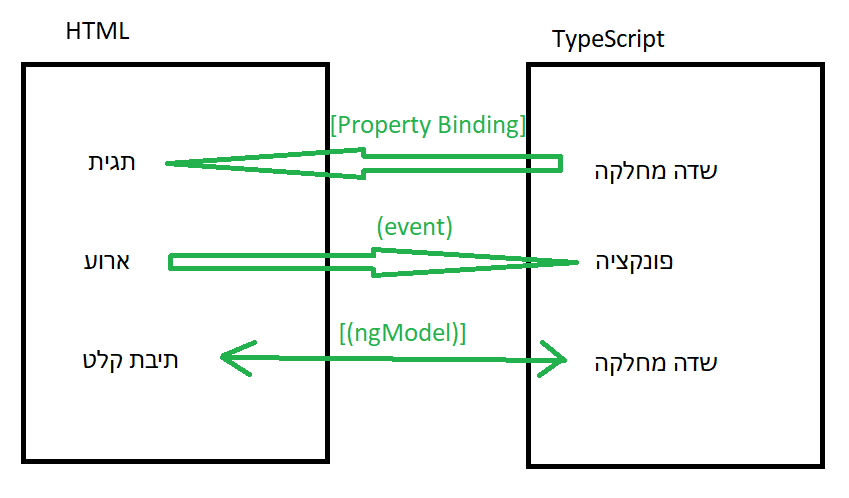 HTML
TypeScript
[Property Binding]
תגית
שדה מחלקה
(event)
ארוע
פונקציה
[(ngModel)]
תיבת קלט
שדה מחלקה